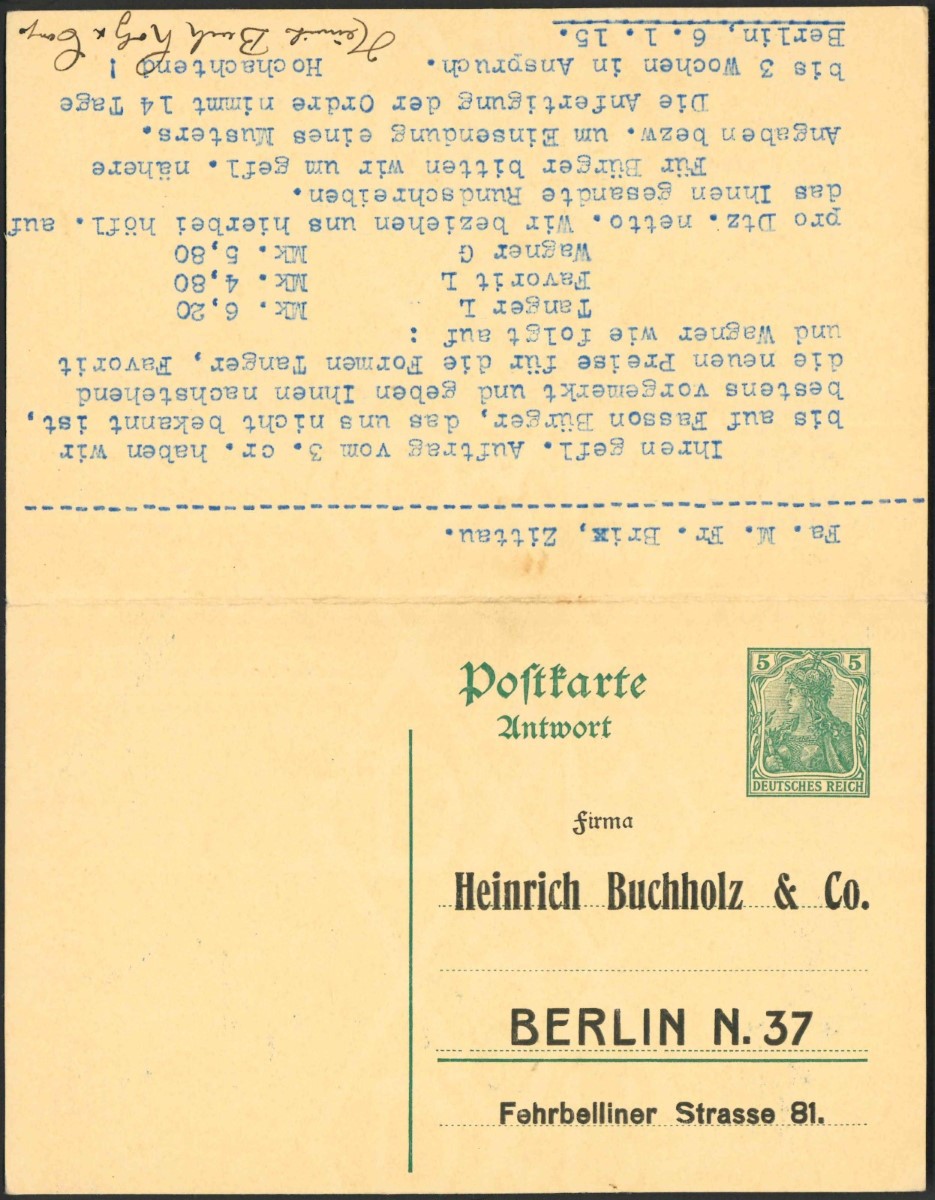 Fa. M. Fr. Brix, Zittau.
Ihren gefl. Auftrag vom 3. cr. haben wir
bis auf Fasson Bürger, das uns nicht bekannt ist,
bestens vorgemerkt und geben Ihnen nachstehend
die neuen Preise für die Formen Tanger, Favorit
und Wagner wie folgt auf :
Tanger L Mk. 6,20
Favorit L Mk. 4,80
Wagner G Mk. 5,80
pro Dtz. netto. Wir beziehen uns hierbei höfl. auf
das Ihnen gesandte Rundschreiben.
Für Bürger bitten wir um gefl. nähere
Angaben bezw. um Einsendung eines Musters.
Die Anfertigung der Ordre nimmt 14 Tage
bis 3 Wochen in Anspruch. Hochachtend !
Berlin, 6. 1. 15. Heinrich Buchholz & Comp
Postkarte
Antwort
5 5
DEUTSCHES REICH
Firma
Heinrich Buchholz & Co.
BERLIN N. 37
Fehrbelliner Strasse 81.